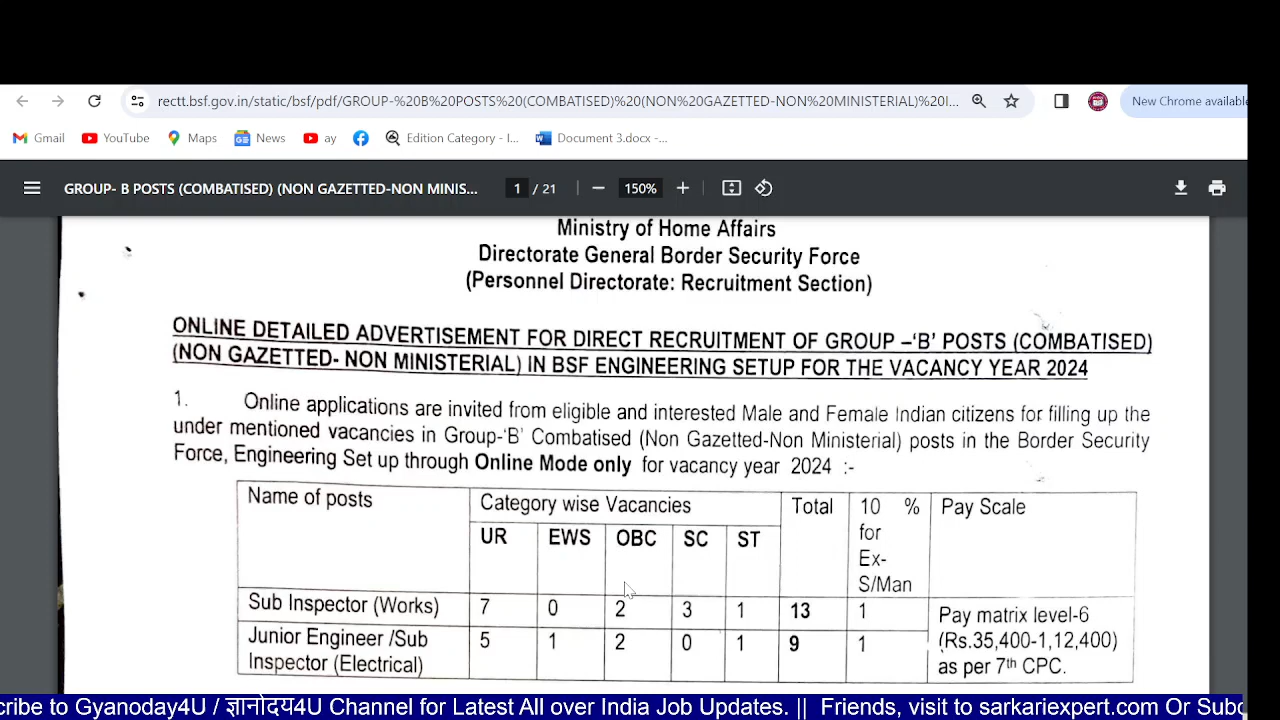 rectt.bsf.gov.in/static/bsf/pdf/GROUP-%20B%20POSTS%20(COMBATISED)%20(NON%20GAZETTED-NON%20MINISTERIAL)%20I...
New Chrome available
Gmail YouTube Maps News ay Edition Category - I... Document 3.docx -...
GROUP- B POSTS (COMBATISED) (NON GAZETTED-NON MINIS... 1 / 21 150%
Ministry of Home Affairs
Directorate General Border Security Force
(Personnel Directorate: Recruitment Section)
ONLINE DETAILED ADVERTISEMENT FOR DIRECT RECRUITMENT OF GROUP –'B' POSTS (COMBATISED)
(NON GAZETTED- NON MINISTERIAL) IN BSF ENGINEERING SETUP FOR THE VACANCY YEAR 2024
1. Online applications are invited from eligible and interested Male and Female Indian citizens for filling up the
under mentioned vacancies in Group-'B' Combatised (Non Gazetted-Non Ministerial) posts in the Border Security
Force, Engineering Set up through Online Mode only for vacancy year 2024 :-
Name of posts Category wise Vacancies Total 10 % for Ex-S/Man Pay Scale
UR EWS OBC SC ST
Sub Inspector (Works) 7 0 2 3 1 13 1 Pay matrix level-6
Junior Engineer /Sub Inspector (Electrical) 5 1 2 0 1 9 1 (Rs.35,400-1,12,400)
as per 7th CPC.
cribe to Gyanoday4U / ज्ञानोदय4U Channel for Latest All over India Job Updates. || Friends, visit to sarkariexpert.com Or Subc